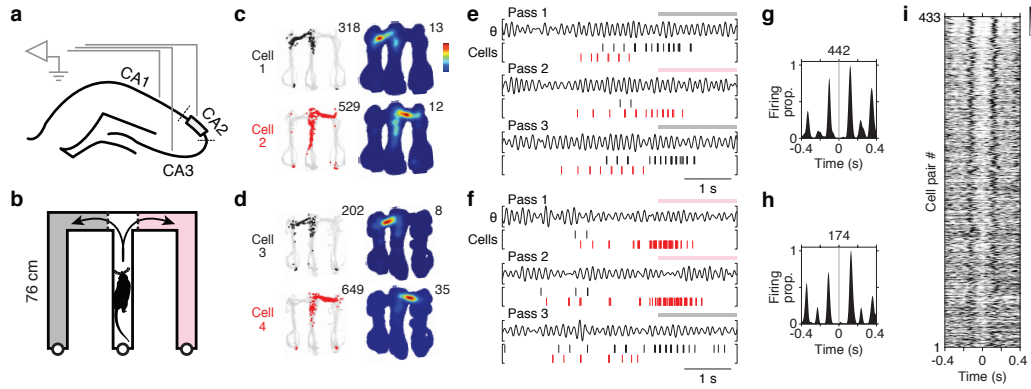 a
CA1
CA2
CA3
b
76 cm
c
Cell
1
318
13
Cell
2
529
12
d
Cell
3
202
8
Cell
4
649
35
e
Pass 1
θ
Cells
Pass 2
Pass 3
1 s
f
Pass 1
θ
Cells
Pass 2
Pass 3
1 s
g
442
Firing
prop.
1
0
-0.4
0
0.4
Time (s)
h
174
Firing
prop.
1
0
-0.4
0
0.4
Time (s)
i
433
Cell pair #
1
-0.4
0
0.4
Time (s)